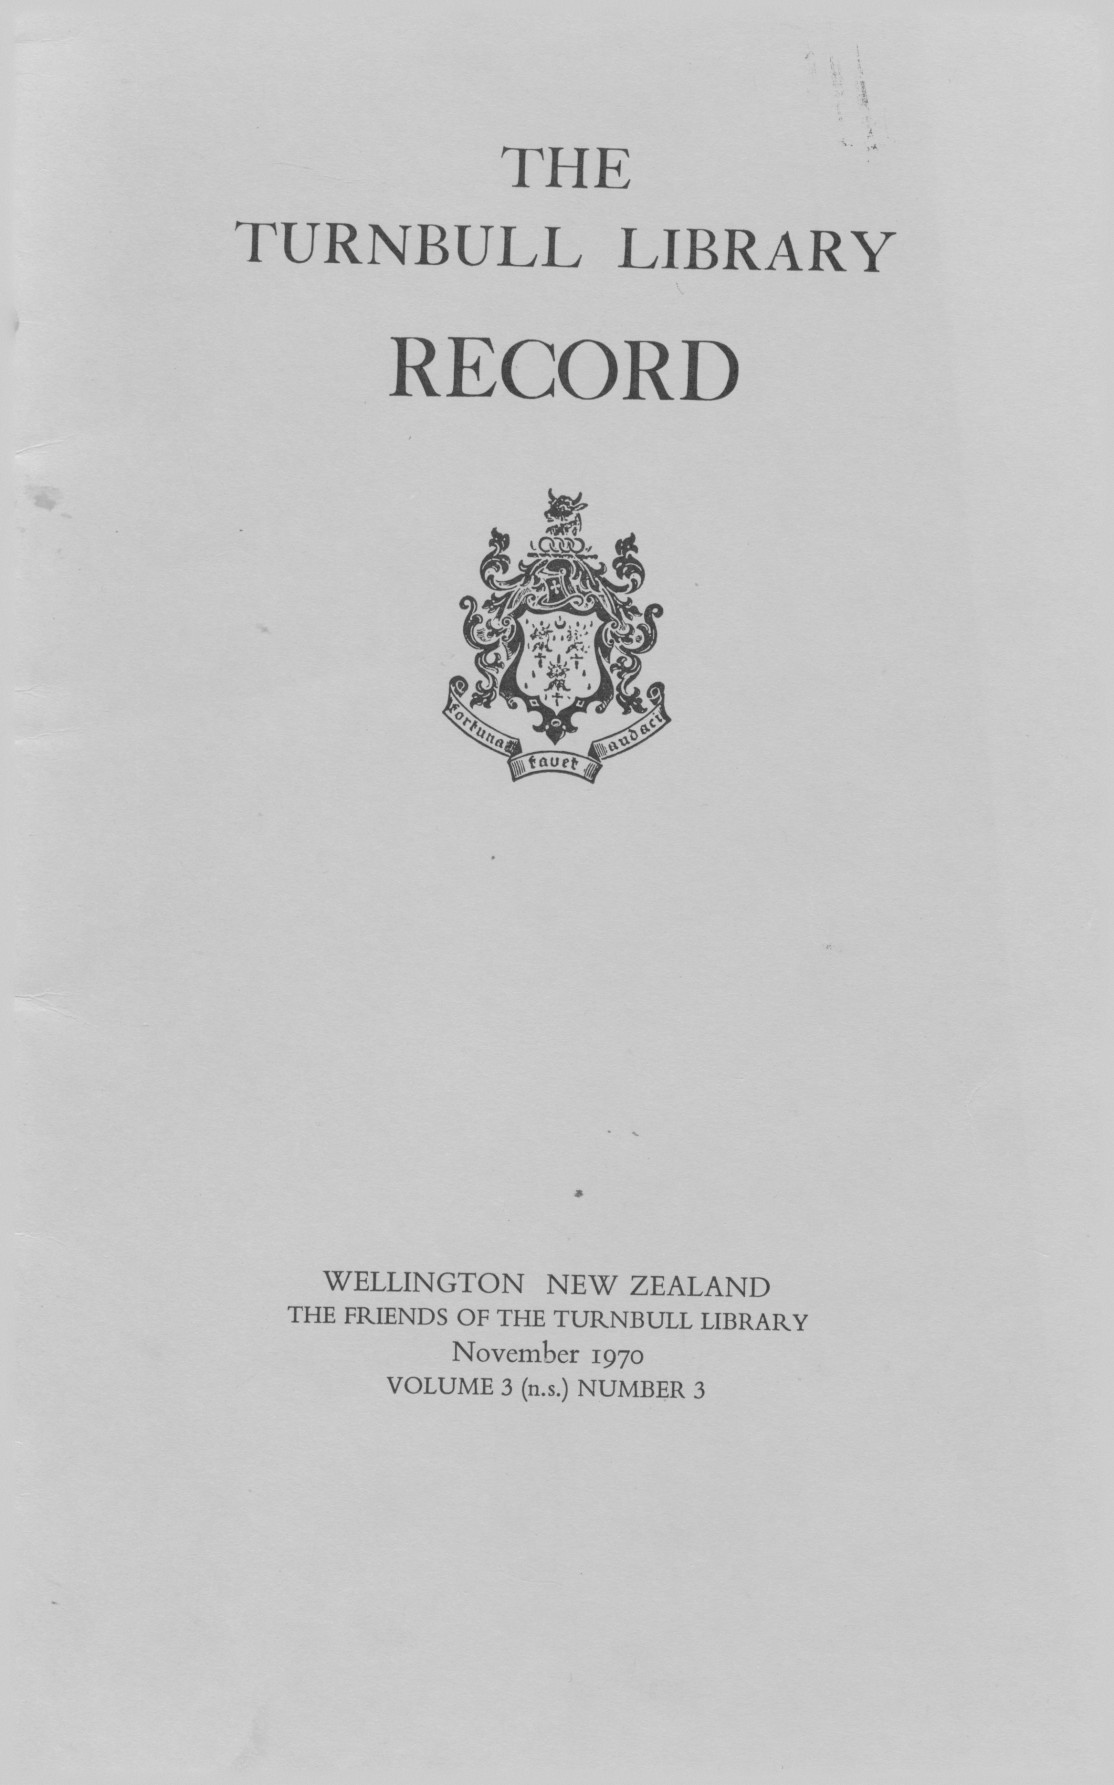 THE
TURNBULL LIBRARY
RECORD
fortuna favet audaci
WELLINGTON NEW ZEALAND
THE FRIENDS OF THE TURNBULL LIBRARY
November 1970
VOLUME 3 (n.s.) NUMBER 3